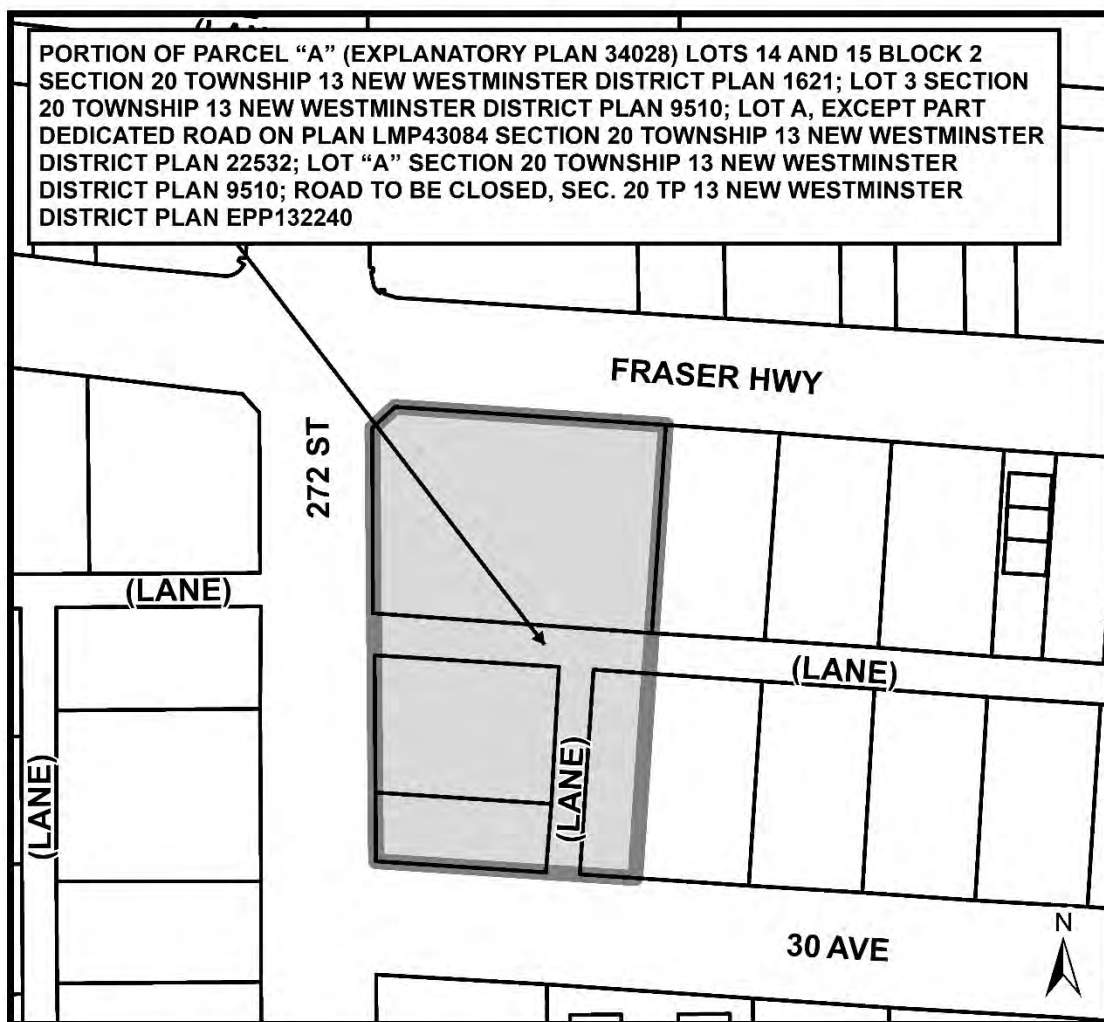 PORTION OF PARCEL “A” (EXPLANATORY PLAN 34028) LOTS 14 AND 15 BLOCK 2
SECTION 20 TOWNSHIP 13 NEW WESTMINSTER DISTRICT PLAN 1621; LOT 3 SECTION
20 TOWNSHIP 13 NEW WESTMINSTER DISTRICT PLAN 9510; LOT A, EXCEPT PART
DEDICATED ROAD ON PLAN LMP43084 SECTION 20 TOWNSHIP 13 NEW WESTMINSTER
DISTRICT PLAN 22532; LOT “A” SECTION 20 TOWNSHIP 13 NEW WESTMINSTER
DISTRICT PLAN 9510; ROAD TO BE CLOSED, SEC. 20 TP 13 NEW WESTMINSTER
DISTRICT PLAN EPP132240
FRASER HWY
272 ST
(LANE)
(LANE)
(LANE)
(LANE)
30 AVE
N